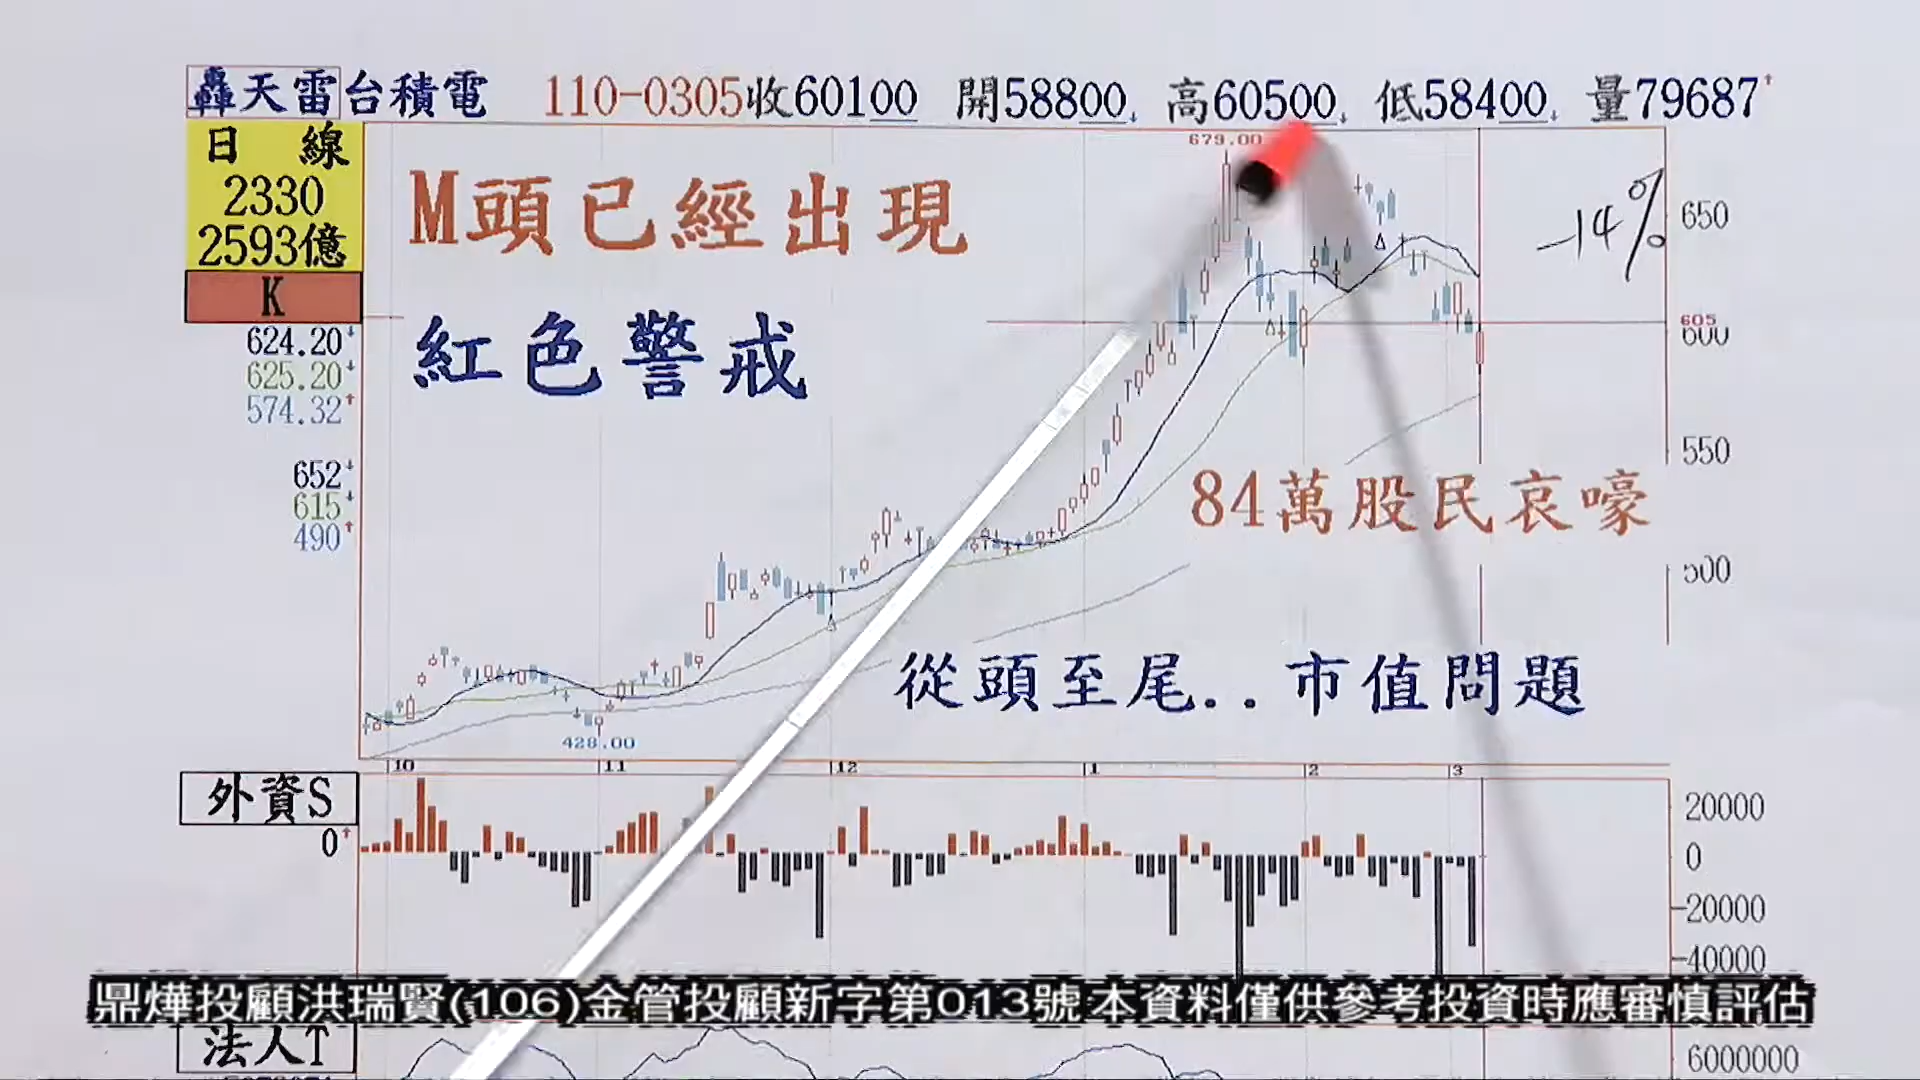 轟天雷台積電 110-0305收60100 開58800↓ 高60500↓ 低58400↓ 量79687↑
日 線
2330
2593億
K
624.20↓
625.20↑
574.32↑
652↓
615↓
490↑
679.00
M頭已經出現
紅色警戒
-14%
650
605
600
550
500
84萬股民哀嚎
從頭至尾..市值問題
428.00
10 11 12 1 2 3
外資S
0↑
20000
0
-20000
-40000
鼎燁投顧洪瑞賢(106)金管投顧新字第013號 本資料僅供參考投資時應審慎評估
法人T
6000000